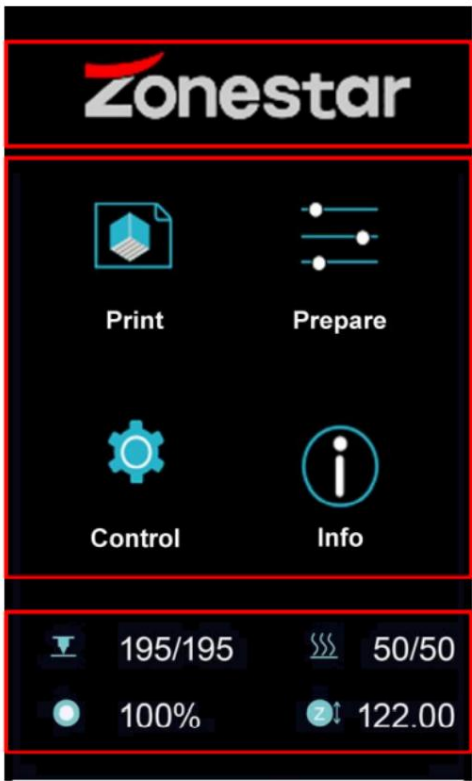 Zonestar
Print Prepare
Control Info
195/195 50/50
100% Z 122.00